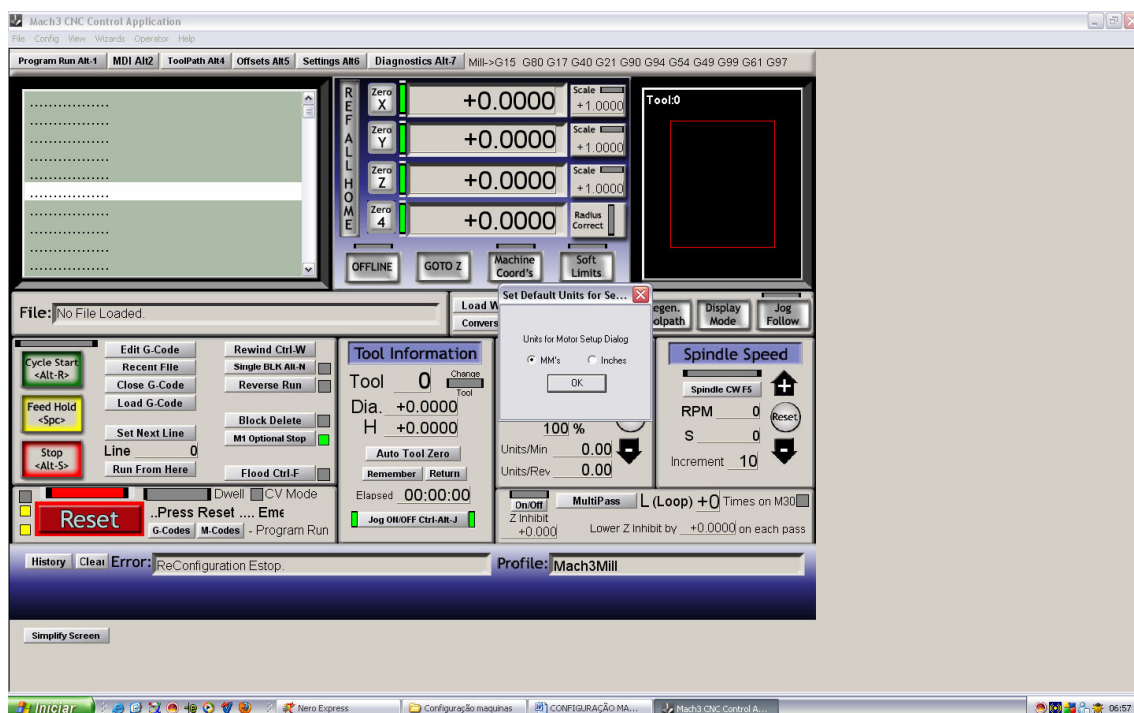 Mach3 CNC Control Application
File Config View Wizards Operator Help
Program Run Alt-1 MDI Alt2 ToolPath Alt4 Offsets Alt5 Settings Alt6 Diagnostics Alt-7 Mill->G15 G80 G17 G40 G21 G90 G94 G54 G49 G99 G61 G97
REF ALL HOME
Zero X +0.0000 Scale +1.0000
Zero Y +0.0000 Scale +1.0000
Zero Z +0.0000 Scale +1.0000
Zero 4 +0.0000 Radius Correct
Tool:0
OFFLINE GOTO Z Machine Coord's Soft Limits
File: No File Loaded.
Load W
Convers
egen. olpath Display Mode Jog Follow
Set Default Units for Se...
Units for Motor Setup Dialog
MM's Inches
OK
Cycle Start <Alt-R>
Feed Hold <Spc>
Stop <Alt-S>
Edit G-Code Rewind Ctrl-W
Recent File Single BLK Alt-N
Close G-Code Reverse Run
Load G-Code
Block Delete
Set Next Line M1 Optional Stop
Line 0
Run From Here Flood Ctrl-F
Dwell CV Mode
Reset ..Press Reset .... Eme
G-Codes M-Codes - Program Run
Tool Information
Tool 0 Change Tool
Dia. +0.0000
H +0.0000
Auto Tool Zero
Remember Return
Elapsed 00:00:00
Jog ON/OFF Ctrl-Alt-J
100 %
Units/Min 0.00
Units/Rev 0.00
Spindle Speed
Spindle CW F5
RPM 0 Reset
S 0
Increment 10
On/Off MultiPass L (Loop) +0 Times on M30
Z Inhibit
+0.000 Lower Z Inhibit by +0.0000 on each pass
History Clear Error: ReConfiguration Estop. Profile: Mach3Mill
Simplify Screen
Iniciar Nero Express Configuração maquinas CONFIGURAÇÃO MA... Mach3 CNC Control A... 06:57